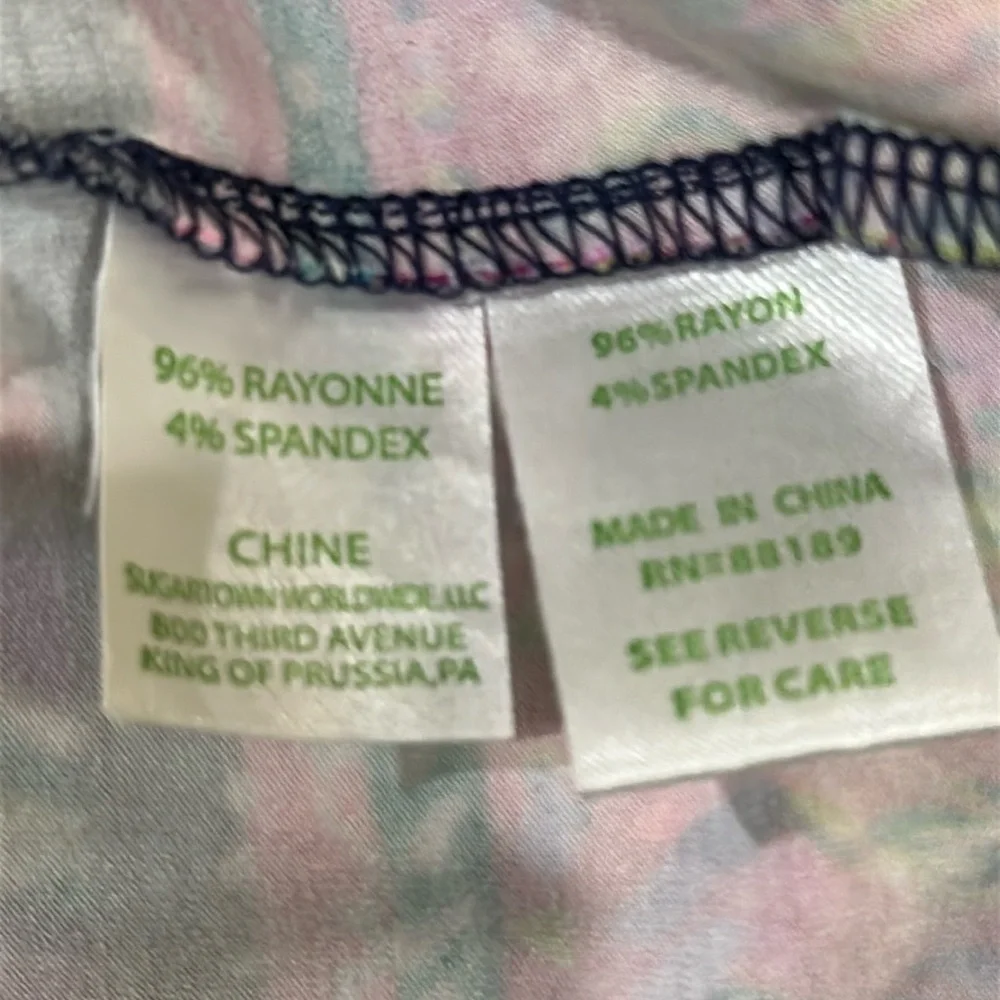 96% RAYONNE
4% SPANDEX
CHINE
SUGARTOWN WORLDWIDE, LLC
800 THIRD AVENUE
KING OF PRUSSIA, PA
96% RAYON
4% SPANDEX
MADE IN CHINA
RN#88189
SEE REVERSE
FOR CARE